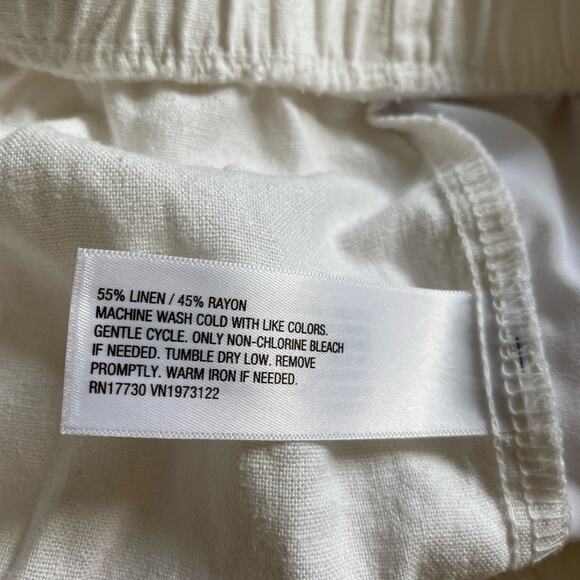 55% LINEN / 45% RAYON
MACHINE WASH COLD WITH LIKE COLORS.
GENTLE CYCLE. ONLY NON-CHLORINE BLEACH
IF NEEDED. TUMBLE DRY LOW. REMOVE
PROMPTLY. WARM IRON IF NEEDED.
RN17730 VN1973122